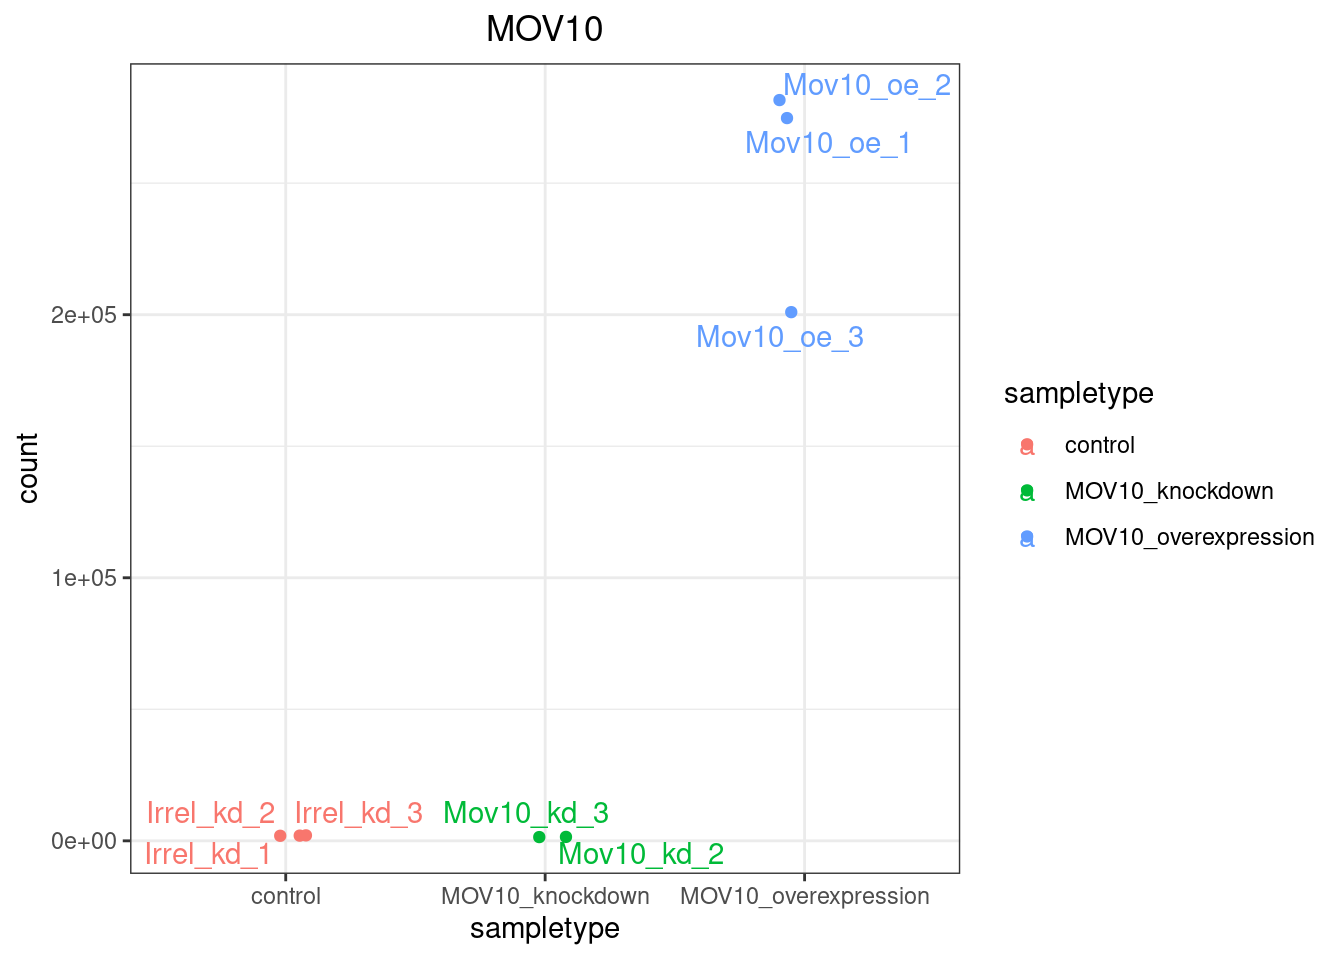 MOV10
Mov10_oe_2
Mov10_oe_1
2e+05
Mov10_oe_3
sampletype
count
control
MOV10_knockdown
MOV10_overexpression
1e+05
Irrel_kd_2 Irrel_kd_3 Mov10_kd_3
0e+00
Irrel_kd_1 Mov10_kd_2
control MOV10_knockdown MOV10_overexpression
sampletype